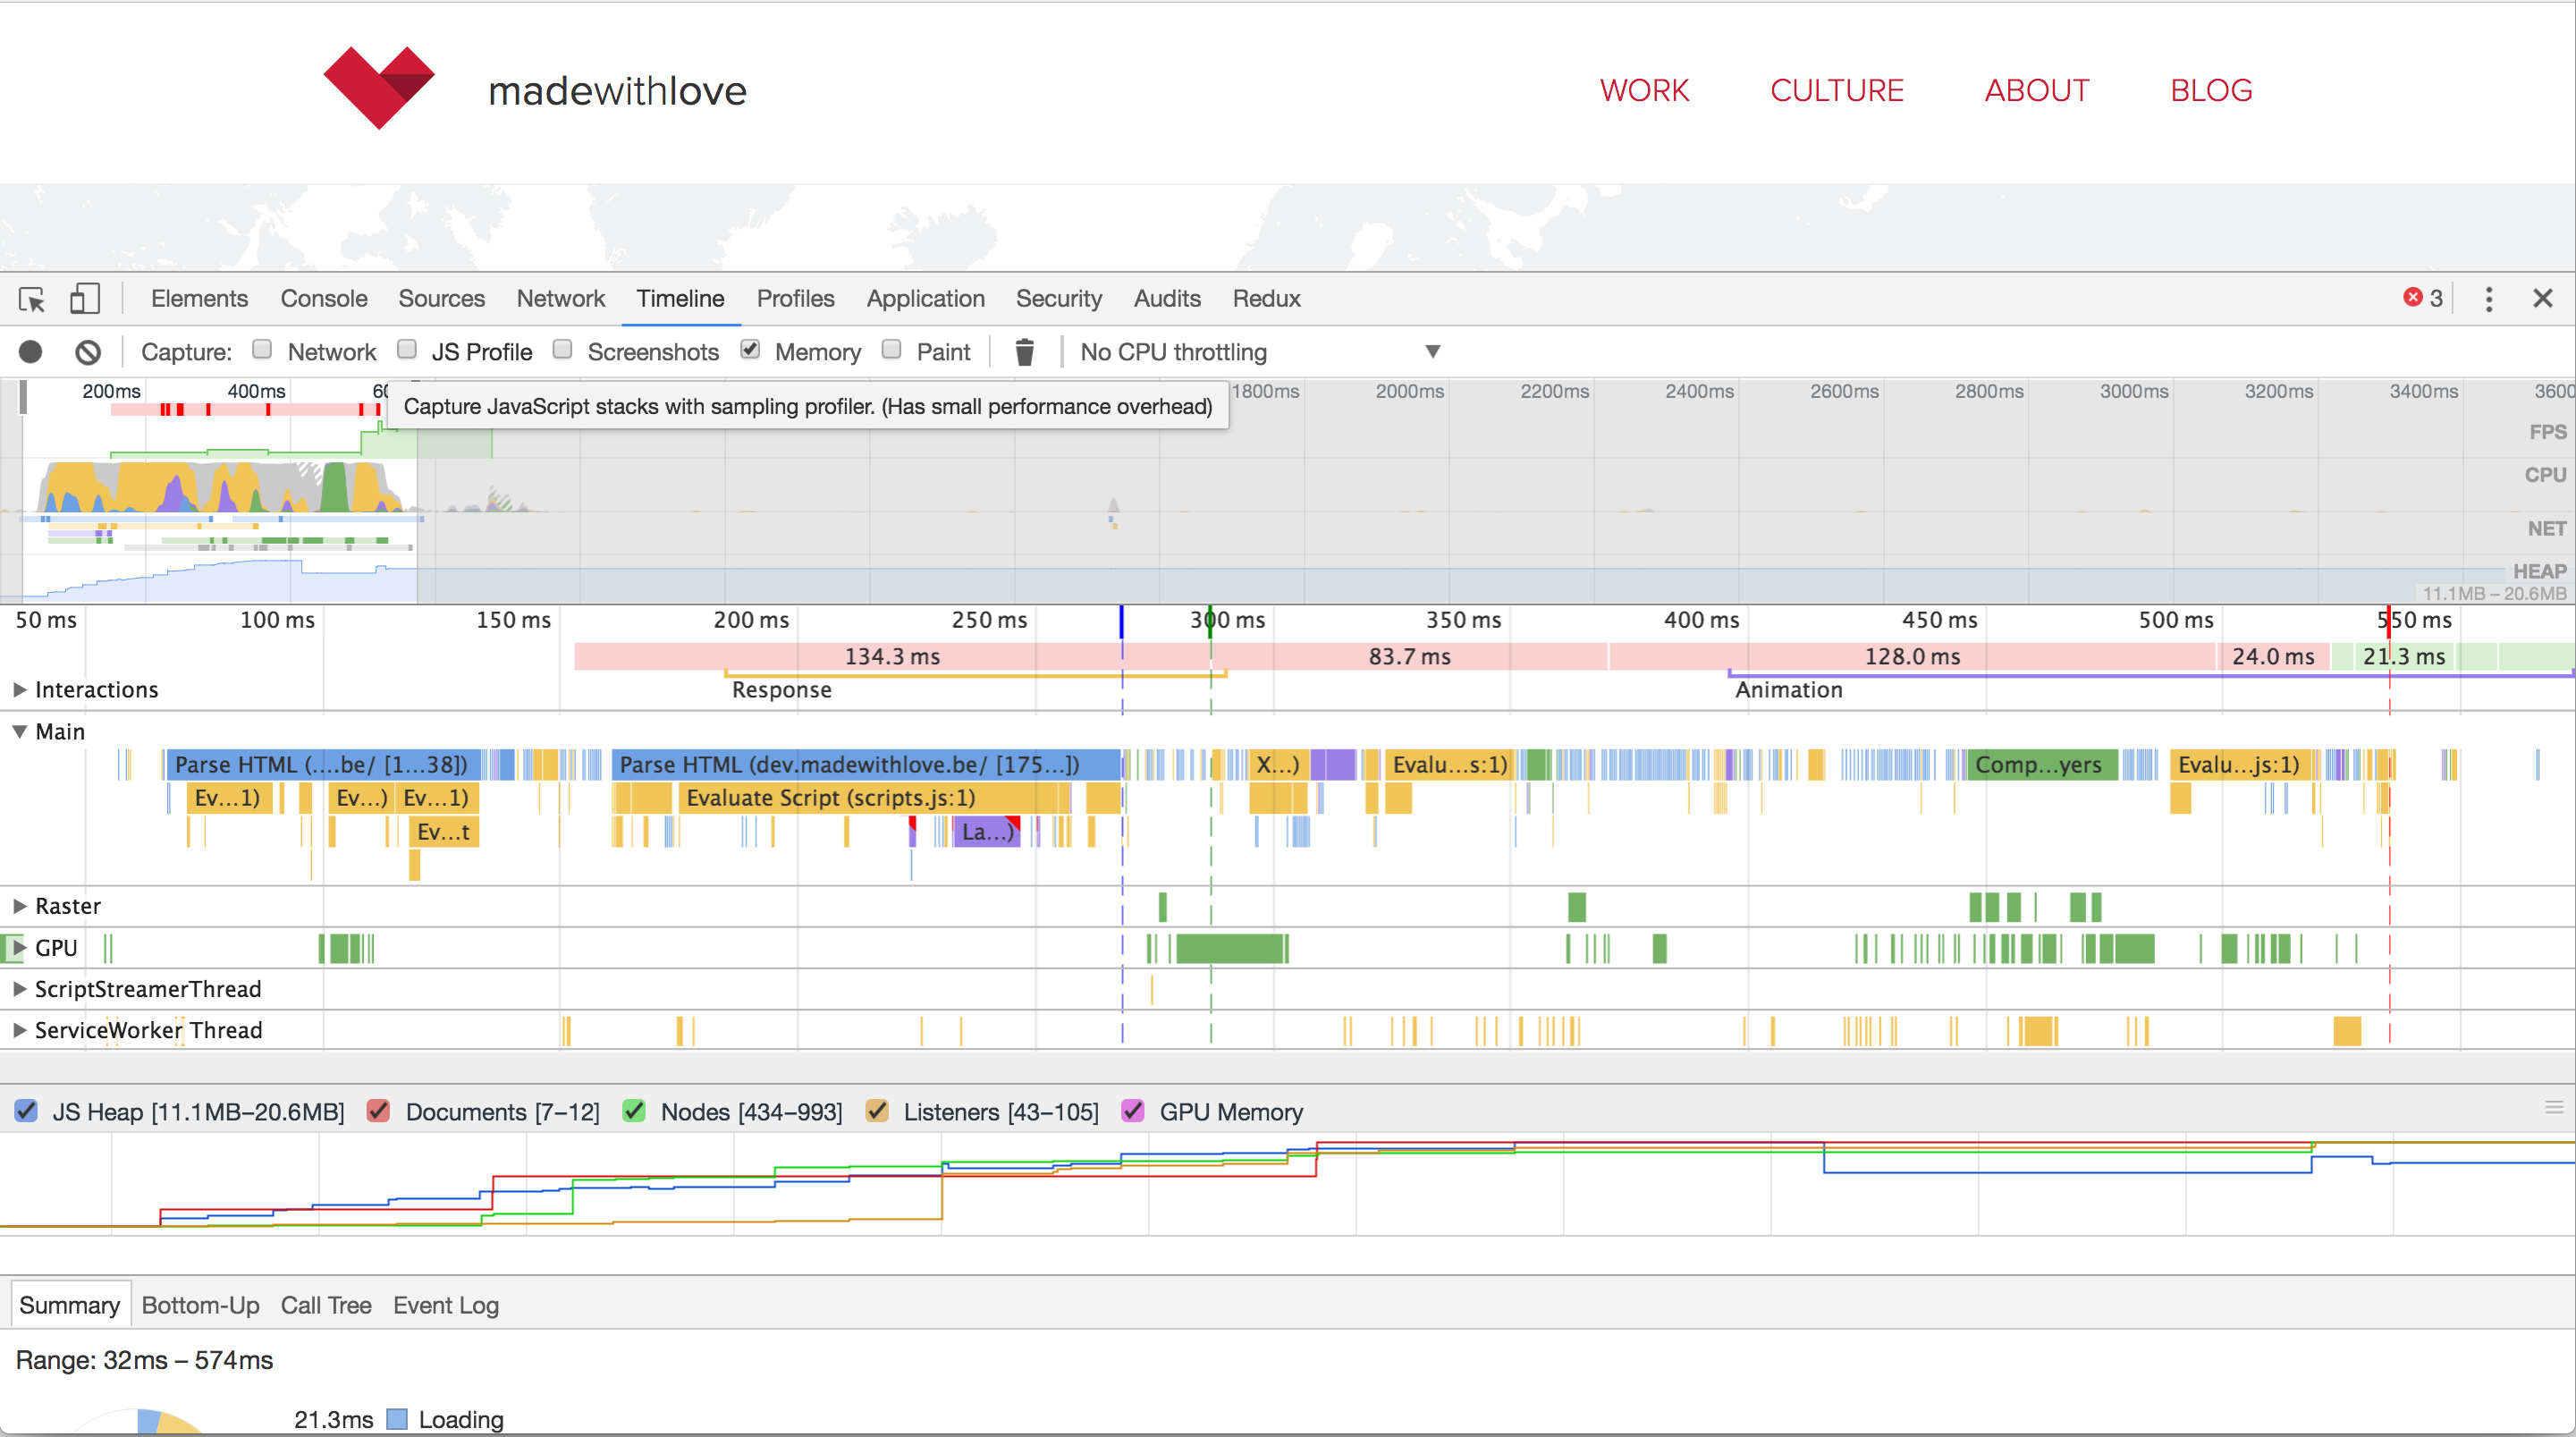 madewithlove
WORK CULTURE ABOUT BLOG
Elements Console Sources Network Timeline Profiles Application Security Audits Redux 3
Capture: Network JS Profile Screenshots Memory Paint No CPU throttling
200ms 400ms 1800ms 2000ms 2200ms 2400ms 2600ms 2800ms 3000ms 3200ms 3400ms 3600
Capture JavaScript stacks with sampling profiler. (Has small performance overhead)
FPS
CPU
NET
HEAP
11.1MB – 20.6MB
50 ms 100 ms 150 ms 200 ms 250 ms 300 ms 350 ms 400 ms 450 ms 500 ms 550 ms
134.3 ms 83.7 ms 128.0 ms 24.0 ms 21.3 ms
Interactions Response Animation
Main
Parse HTML (....be/ [1...38]) Parse HTML (dev.madewithlove.be/ [175...]) X...) Evalu...s:1) Comp...yers Evalu...js:1)
Ev...1) Ev...) Ev...1) Evaluate Script (scripts.js:1)
Ev...t La...)
Raster
GPU
ScriptStreamerThread
ServiceWorker Thread
JS Heap [11.1MB–20.6MB] Documents [7–12] Nodes [434–993] Listeners [43–105] GPU Memory
Summary Bottom-Up Call Tree Event Log
Range: 32ms – 574ms
21.3ms Loading